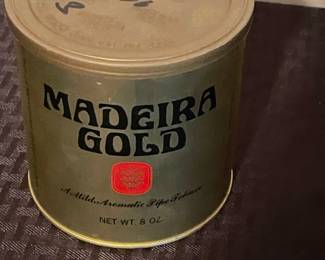 MADEIRA
GOLD
A Mild Aromatic Pipe Tobacco
NET WT. 8 OZ.